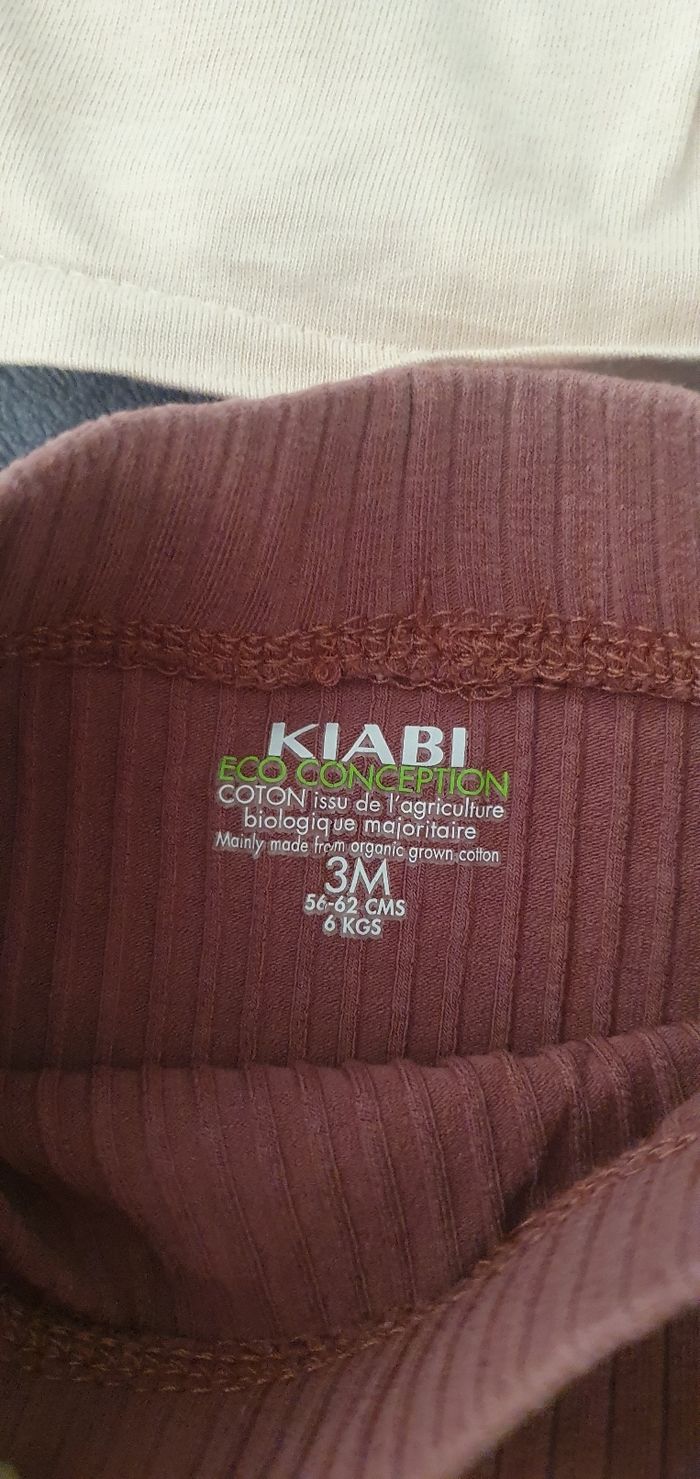 KIABI
ECO CONCEPTION
COTON issu de l'agriculture
biologique majoritaire
Mainly made from organic grown cotton
3M
56-62 CMS
6 KGS